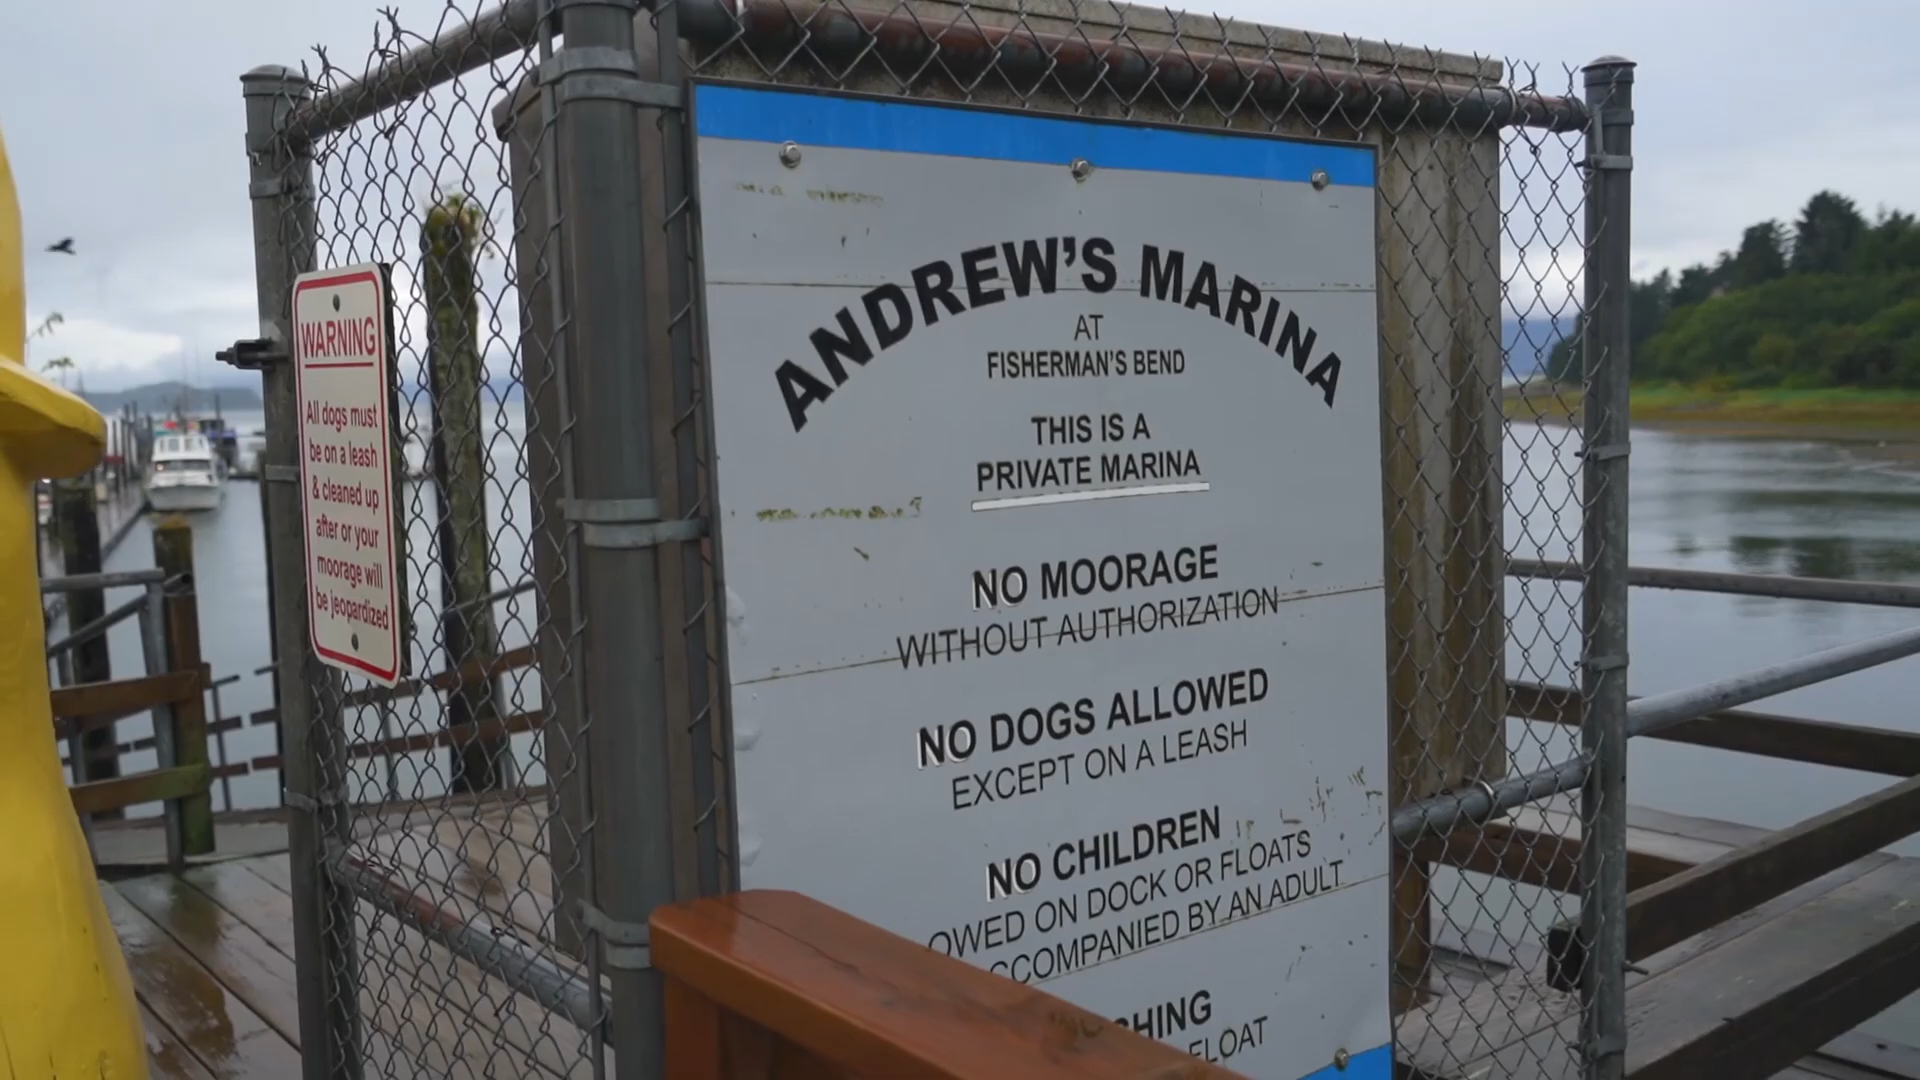 WARNING
All dogs must
be on a leash
& cleaned up
after or your
moorage will
be jeopardized
ANDREW'S MARINA
AT
FISHERMAN'S BEND
THIS IS A
PRIVATE MARINA
NO MOORAGE
WITHOUT AUTHORIZATION
NO DOGS ALLOWED
EXCEPT ON A LEASH
NO CHILDREN
OWED ON DOCK OR FLOATS
CCOMPANIED BY AN ADULT
HING
FLOAT